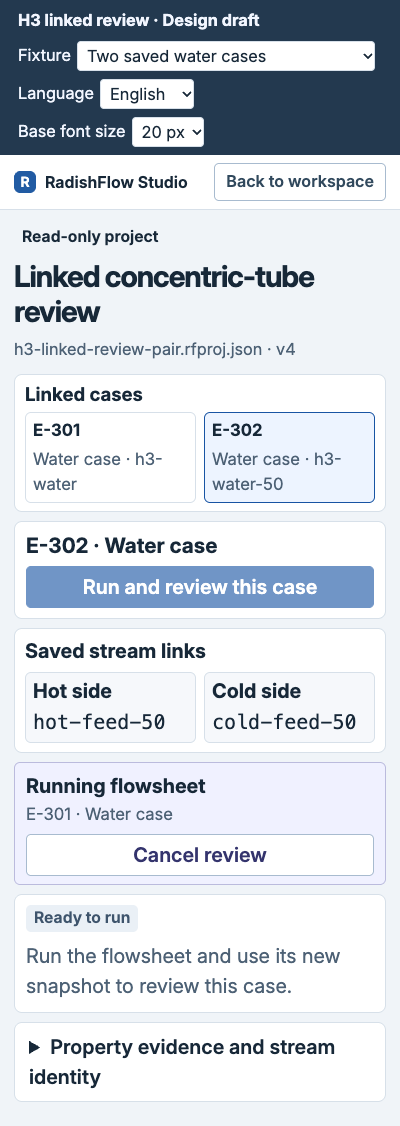 H3 linked review · Design draft
Fixture Two saved water cases
Language English
Base font size 20 px
R RadishFlow Studio Back to workspace
Read-only project
Linked concentric-tube
review
h3-linked-review-pair.rfproj.json · v4
Linked cases
E-301
Water case · h3-
water
E-302
Water case · h3-
water-50
E-302 · Water case
Run and review this case
Saved stream links
Hot side
hot-feed-50
Cold side
cold-feed-50
Running flowsheet
E-301 · Water case
Cancel review
Ready to run
Run the flowsheet and use its new
snapshot to review this case.
Property evidence and stream
identity